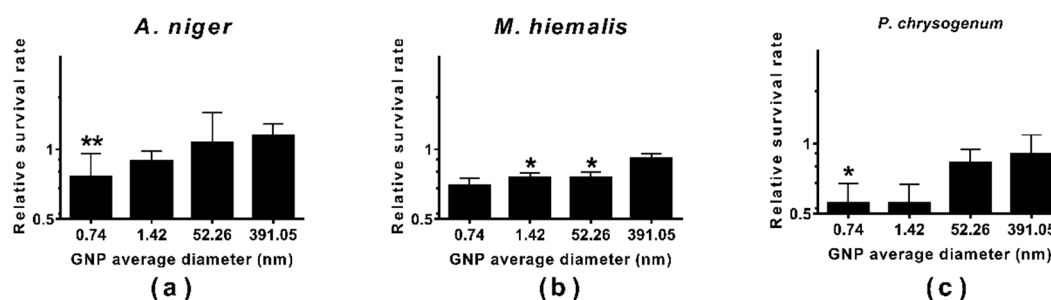 A. niger
Relative survival rate
**
1
0.5
0.74 1.42 52.26 391.05
GNP average diameter (nm)
(a)
M. hiemalis
Relative survival rate
* *
1
0.5
0.74 1.42 52.26 391.05
GNP average diameter (nm)
(b)
P. chrysogenum
Relative survival rate
1
*
0.5
0.74 1.42 52.26 391.05
GNP average diameter (nm)
(c)